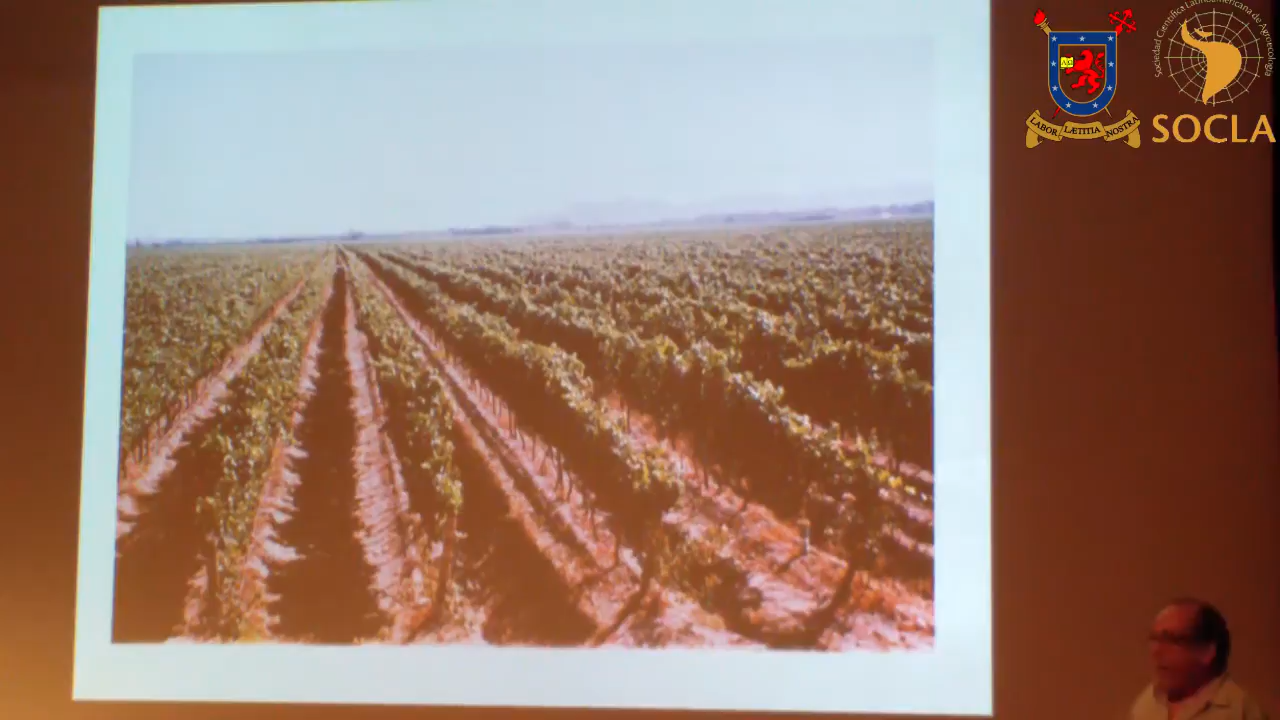 Sociedad Científica Latinoamericana de Agroecología
LABOR LÆTITIA NOSTRA
SOCLA